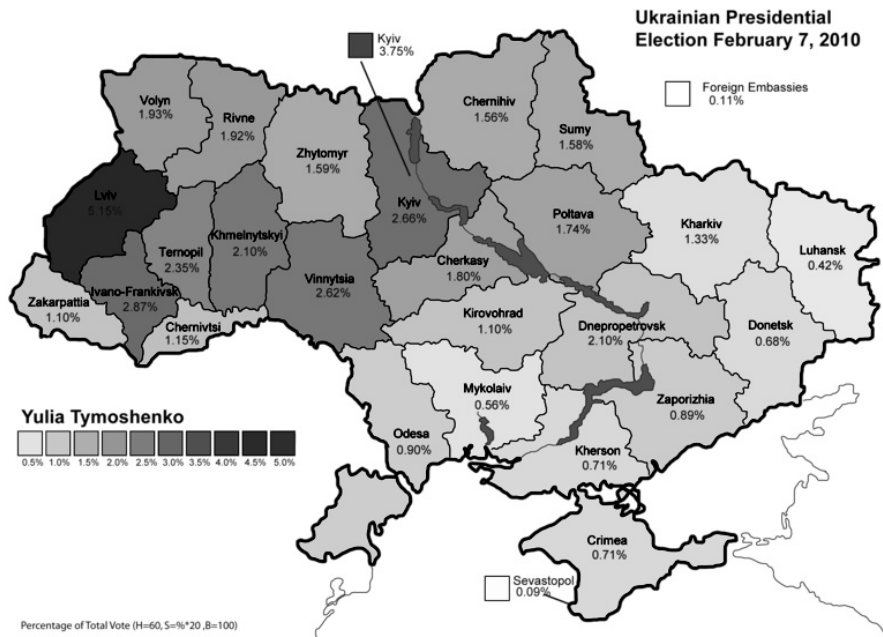 Ukrainian Presidential
Election February 7, 2010
Kyiv
3.75%
Foreign Embassies
0.11%
Volyn
1.93%
Rivne
1.92%
Zhytomyr
1.59%
Chernihiv
1.56%
Sumy
1.58%
Lviv
5.15%
Ternopil
2.35%
Khmelnytskyi
2.10%
Kyiv
2.66%
Poltava
1.74%
Kharkiv
1.33%
Luhansk
0.42%
Zakarpattia
1.10%
Ivano-Frankivsk
2.87%
Chernivtsi
1.15%
Vinnytsia
2.62%
Cherkasy
1.80%
Kirovohrad
1.10%
Dnepropetrovsk
2.10%
Donetsk
0.68%
Mykolaiv
0.56%
Zaporizhia
0.89%
Odesa
0.90%
Kherson
0.71%
Crimea
0.71%
Sevastopol
0.09%
Yulia Tymoshenko
0.5% 1.0% 1.5% 2.0% 2.5% 3.0% 3.5% 4.0% 4.5% 5.0%
Percentage of Total Vote (H=60, S=%*20 ,B=100)